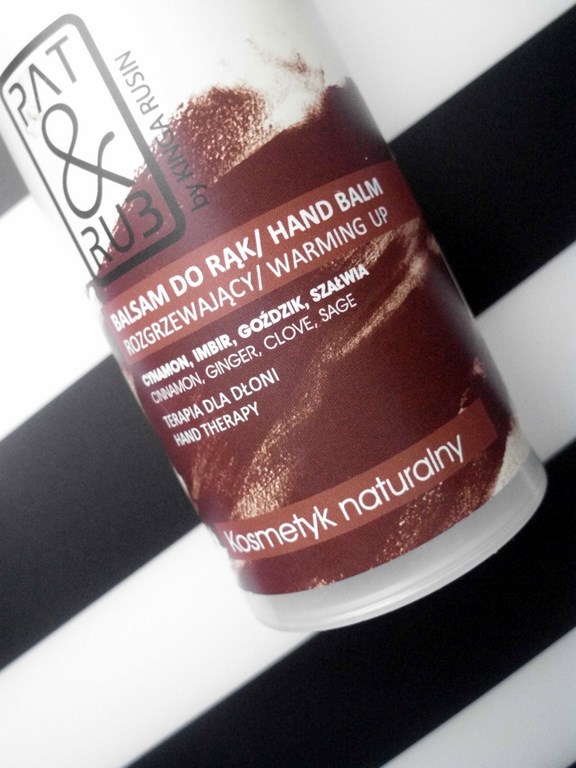 PAT
&
RUB
by KINGA RUSIN
BALSAM DO RĄK/ HAND BALM
ROZGRZEWAJĄCY/ WARMING UP
CYNAMON, IMBIR, GOŹDZIK, SZAŁWIA
CINNAMON, GINGER, CLOVE, SAGE
TERAPIA DLA DŁONI
HAND THERAPY
Kosmetyk naturalny